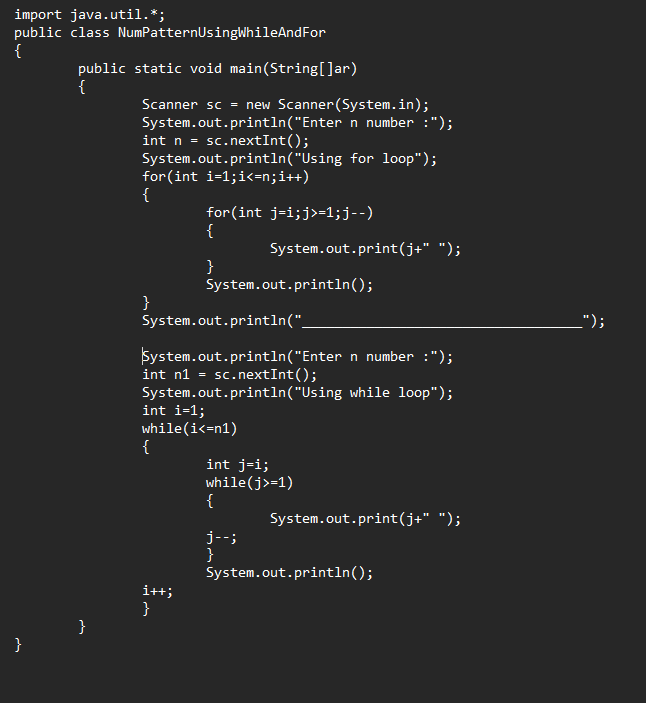 import java.util.*;
public class NumPatternUsingWhileAndFor
{
        public static void main(String[]ar)
        {
                Scanner sc = new Scanner(System.in);
                System.out.println("Enter n number :");
                int n = sc.nextInt();
                System.out.println("Using for loop");
                for(int i=1;i<=n;i++)
                {
                        for(int j=i;j>=1;j--)
                        {
                                System.out.print(j+" ");
                        }
                        System.out.println();
                }
                System.out.println("___________________________________");

                System.out.println("Enter n number :");
                int n1 = sc.nextInt();
                System.out.println("Using while loop");
                int i=1;
                while(i<=n1)
                {
                        int j=i;
                        while(j>=1)
                        {
                                System.out.print(j+" ");
                        j--;
                        }
                        System.out.println();
                i++;
                }
        }
}